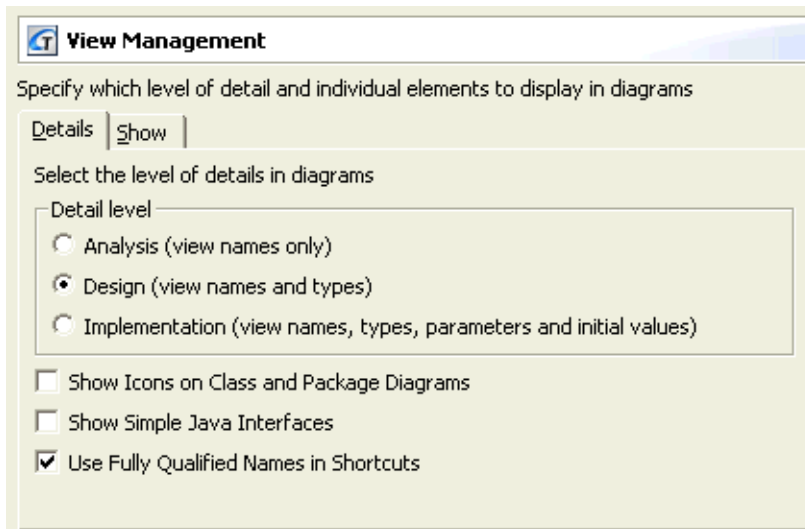 View Management
Specify which level of detail and individual elements to display in diagrams
Details Show
Select the level of details in diagrams
Detail level
Analysis (view names only)
Design (view names and types)
Implementation (view names, types, parameters and initial values)
Show Icons on Class and Package Diagrams
Show Simple Java Interfaces
Use Fully Qualified Names in Shortcuts